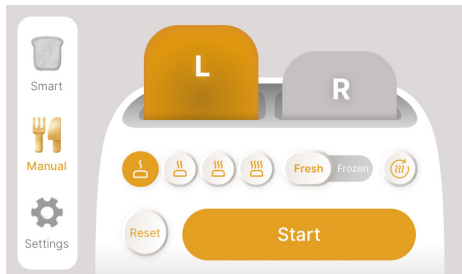 Smart
Manual
Settings
L
R
Fresh Frozen
Reset
Start